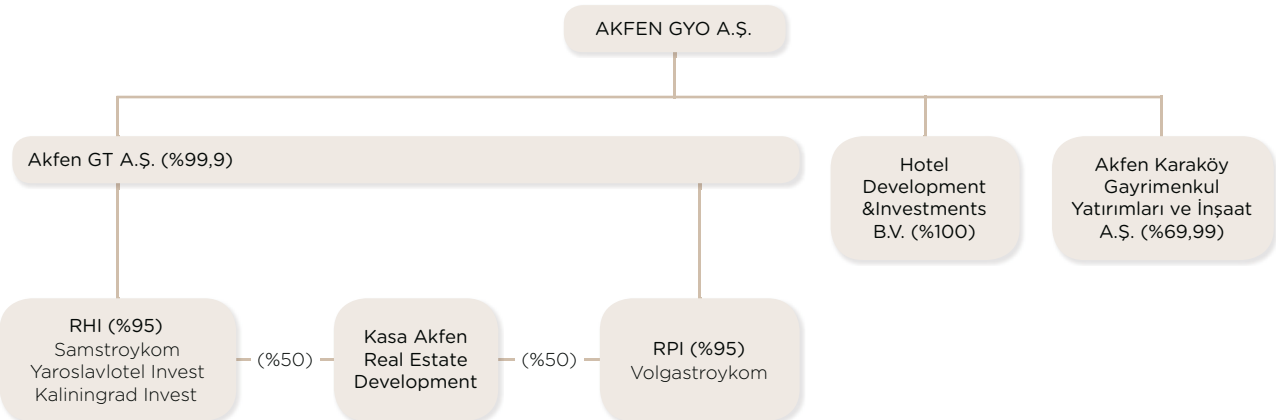 AKFEN GYO A.Ş.
Akfen GT A.Ş. (%99,9)
Hotel
Development
&Investments
B.V. (%100)
Akfen Karaköy
Gayrimenkul
Yatırımları ve İnşaat
A.Ş. (%69,99)
RHI (%95)
Samstroykom
Yaroslavlotel Invest
Kaliningrad Invest
(%50)
Kasa Akfen
Real Estate
Development
(%50)
RPI (%95)
Volgastroykom